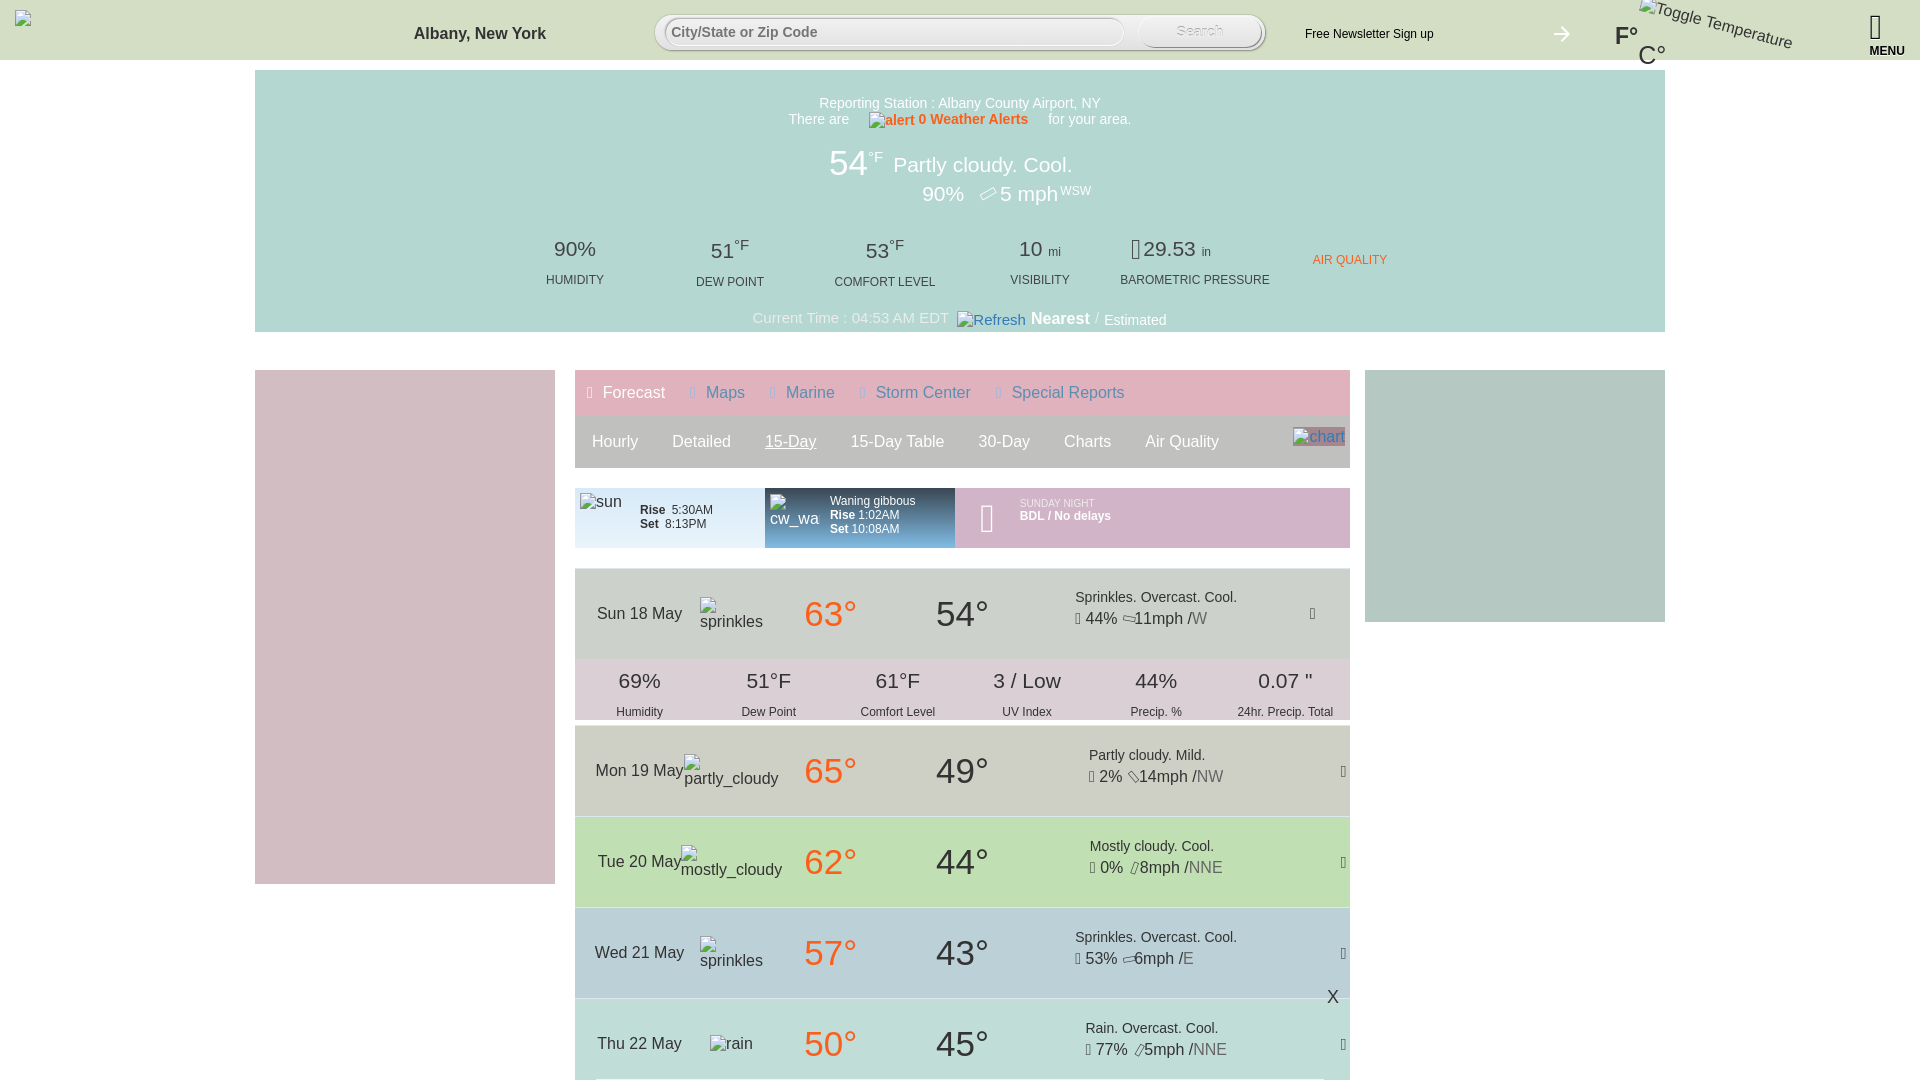 Albany, New York
City/State or Zip Code
Search
Free Newsletter Sign up
F°
C°
Toggle Temperature
MENU
Reporting Station : Albany County Airport, NY
There are alert 0 Weather Alerts for your area.
54°F Partly cloudy. Cool.
90% 5 mph WSW
90%
HUMIDITY
51°F
DEW POINT
53°F
COMFORT LEVEL
10 mi
VISIBILITY
29.53 in
BAROMETRIC PRESSURE
AIR QUALITY
Current Time : 04:53 AM EDT Refresh Nearest / Estimated
Forecast Maps Marine Storm Center Special Reports
Hourly Detailed 15-Day 15-Day Table 30-Day Charts Air Quality chart
sun
Rise 5:30AM
Set 8:13PM
cw_wa
Waning gibbous
Rise 1:02AM
Set 10:08AM
SUNDAY NIGHT
BDL / No delays
Sun 18 May sprinkles 63° 54°
Sprinkles. Overcast. Cool.
44% 11mph /W
69% 51°F 61°F 3 / Low 44% 0.07 "
Humidity Dew Point Comfort Level UV Index Precip. % 24hr. Precip. Total
Mon 19 May partly_cloudy 65° 49°
Partly cloudy. Mild.
2% 14mph /NW
Tue 20 May mostly_cloudy 62° 44°
Mostly cloudy. Cool.
0% 8mph /NNE
Wed 21 May sprinkles 57° 43°
Sprinkles. Overcast. Cool.
53% 6mph /E
X
Thu 22 May rain 50° 45°
Rain. Overcast. Cool.
77% 5mph /NNE